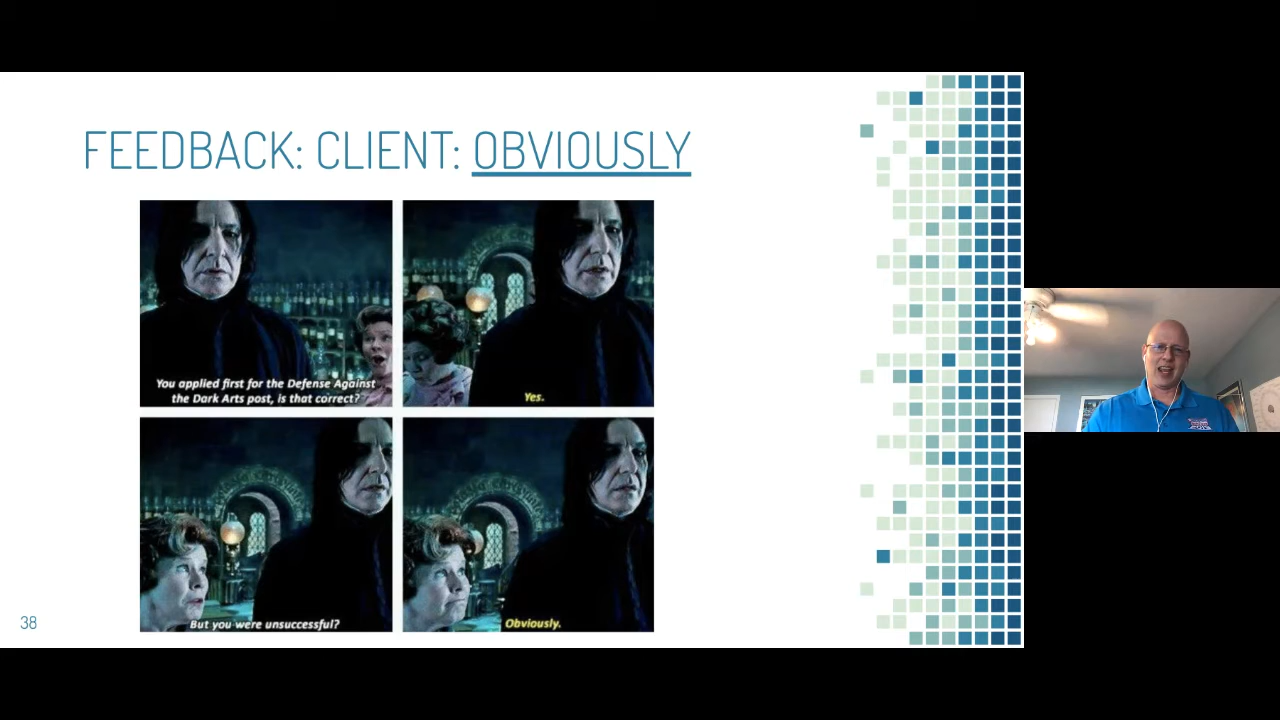 FEEDBACK: CLIENT: OBVIOUSLY
You applied first for the Defense Against
the Dark Arts post, is that correct?
Yes.
But you were unsuccessful?
Obviously.
38